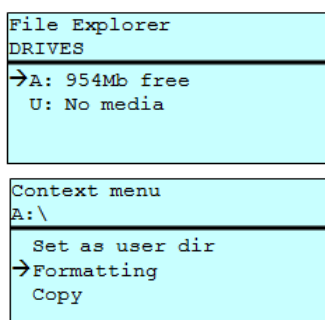 File Explorer
DRIVES
→A: 954Mb free
U: No media
Context menu
A:\
Set as user dir
→Formatting
Copy